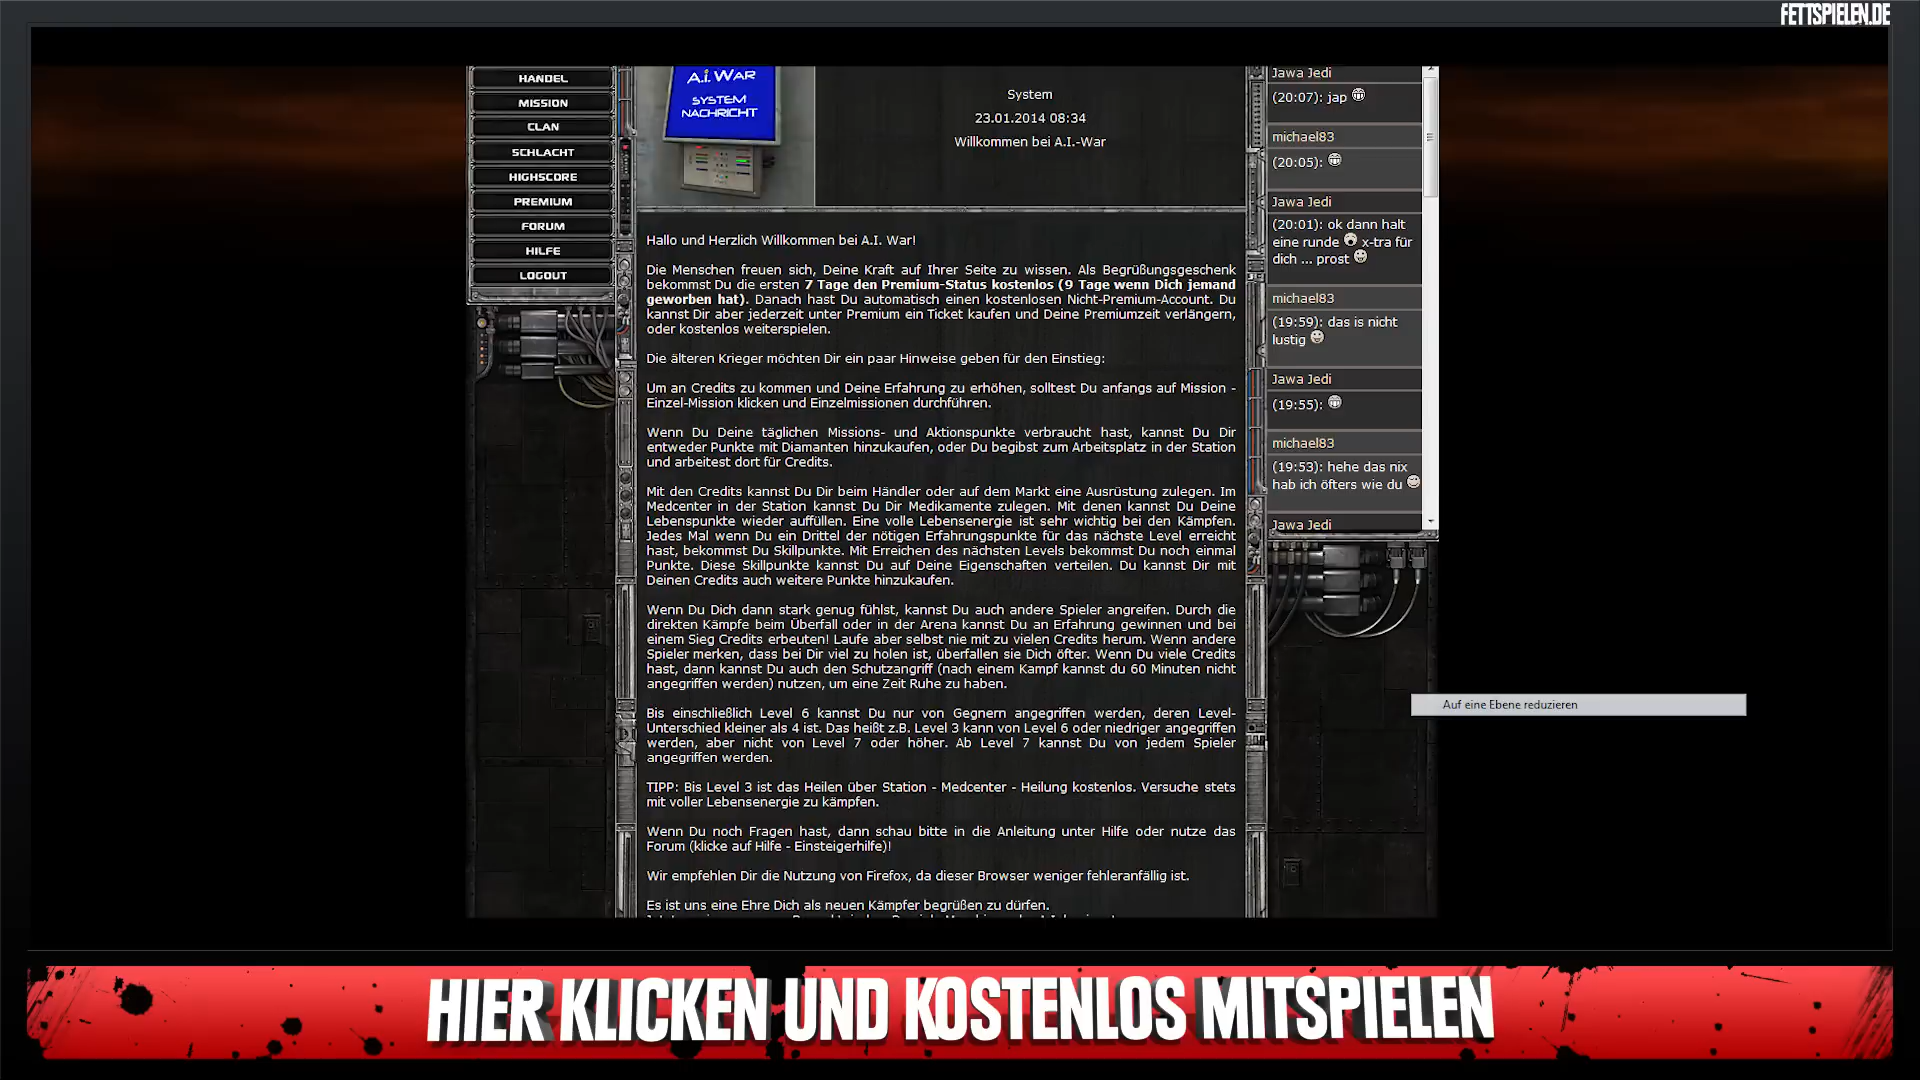 FETTSPIELEN.DE
HANDEL
MISSION
CLAN
SCHLACHT
HIGHSCORE
PREMIUM
FORUM
HILFE
LOGOUT
A.I. WAR
SYSTEM
NACHRICHT
System
23.01.2014 08:34
Willkommen bei A.I.-War
Hallo und Herzlich Willkommen bei A.I. War!
Die Menschen freuen sich, Deine Kraft auf Ihrer Seite zu wissen. Als Begrüßungsgeschenk
bekommst Du die ersten 7 Tage den Premium-Status kostenlos (9 Tage wenn Dich jemand
geworben hat). Danach hast Du automatisch einen kostenlosen Nicht-Premium-Account. Du
kannst Dir aber jederzeit unter Premium ein Ticket kaufen und Deine Premiumzeit verlängern,
oder kostenlos weiterspielen.
Die älteren Krieger möchten Dir ein paar Hinweise geben für den Einstieg:
Um an Credits zu kommen und Deine Erfahrung zu erhöhen, solltest Du anfangs auf Mission -
Einzel-Mission klicken und Einzelmissionen durchführen.
Wenn Du Deine täglichen Missions- und Aktionspunkte verbraucht hast, kannst Du Dir
entweder Punkte mit Diamanten hinzukaufen, oder Du begibst zum Arbeitsplatz in der Station
und arbeitest dort für Credits.
Mit den Credits kannst Du Dir beim Händler oder auf dem Markt eine Ausrüstung zulegen. Im
Medcenter in der Station kannst Du Dir Medikamente zulegen. Mit denen kannst Du Deine
Lebenspunkte wieder auffüllen. Eine volle Lebensenergie ist sehr wichtig bei den Kämpfen.
Jedes Mal wenn Du ein Drittel der nötigen Erfahrungspunkte für das nächste Level erreicht
hast, bekommst Du Skillpunkte. Mit Erreichen des nächsten Levels bekommst Du noch einmal
Punkte. Diese Skillpunkte kannst Du auf Deine Eigenschaften verteilen. Du kannst Dir mit
Deinen Credits auch weitere Punkte hinzukaufen.
Wenn Du Dich dann stark genug fühlst, kannst Du auch andere Spieler angreifen. Durch die
direkten Kämpfe beim Überfall oder in der Arena kannst Du an Erfahrung gewinnen und bei
einem Sieg Credits erbeuten! Laufe aber selbst nie mit zu vielen Credits herum. Wenn andere
Spieler merken, dass bei Dir viel zu holen ist, überfallen sie Dich öfter. Wenn Du viele Credits
hast, dann kannst Du auch den Schutzangriff (nach einem Kampf kannst du 60 Minuten nicht
angegriffen werden) nutzen, um eine Zeit Ruhe zu haben.
Bis einschließlich Level 6 kannst Du nur von Gegnern angegriffen werden, deren Level-
Unterschied kleiner als 4 ist. Das heißt z.B. Level 3 kann von Level 6 oder niedriger angegriffen
werden, aber nicht von Level 7 oder höher. Ab Level 7 kannst Du von jedem Spieler
angegriffen werden.
TIPP: Bis Level 3 ist das Heilen über Station - Medcenter - Heilung kostenlos. Versuche stets
mit voller Lebensenergie zu kämpfen.
Wenn Du noch Fragen hast, dann schau bitte in die Anleitung unter Hilfe oder nutze das
Forum (klicke auf Hilfe - Einsteigerhilfe)!
Wir empfehlen Dir die Nutzung von Firefox, da dieser Browser weniger fehleranfällig ist.
Es ist uns eine Ehre Dich als neuen Kämpfer begrüßen zu dürfen.
Jawa Jedi
(20:07): jap
michael83
(20:05):
Jawa Jedi
(20:01): ok dann halt
eine runde x-tra für
dich ... prost
michael83
(19:59): das is nicht
lustig
Jawa Jedi
(19:55):
michael83
(19:53): hehe das nix
hab ich öfters wie du
Jawa Jedi
Auf eine Ebene reduzieren
HIER KLICKEN UND KOSTENLOS MITSPIELEN